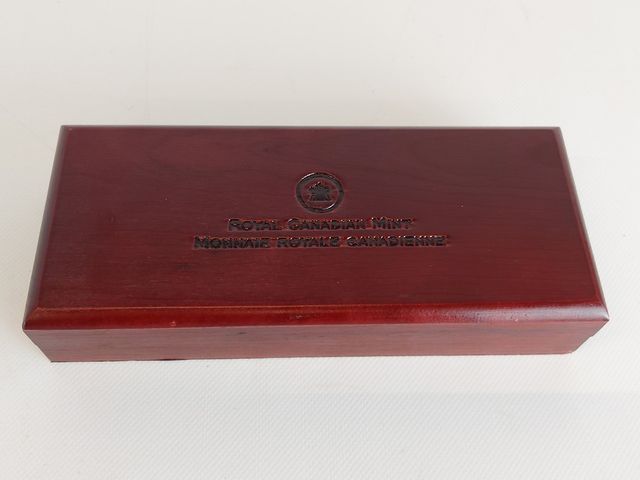 ROYAL CANADIAN MINT
MONNAIE ROYALE CANADIENNE